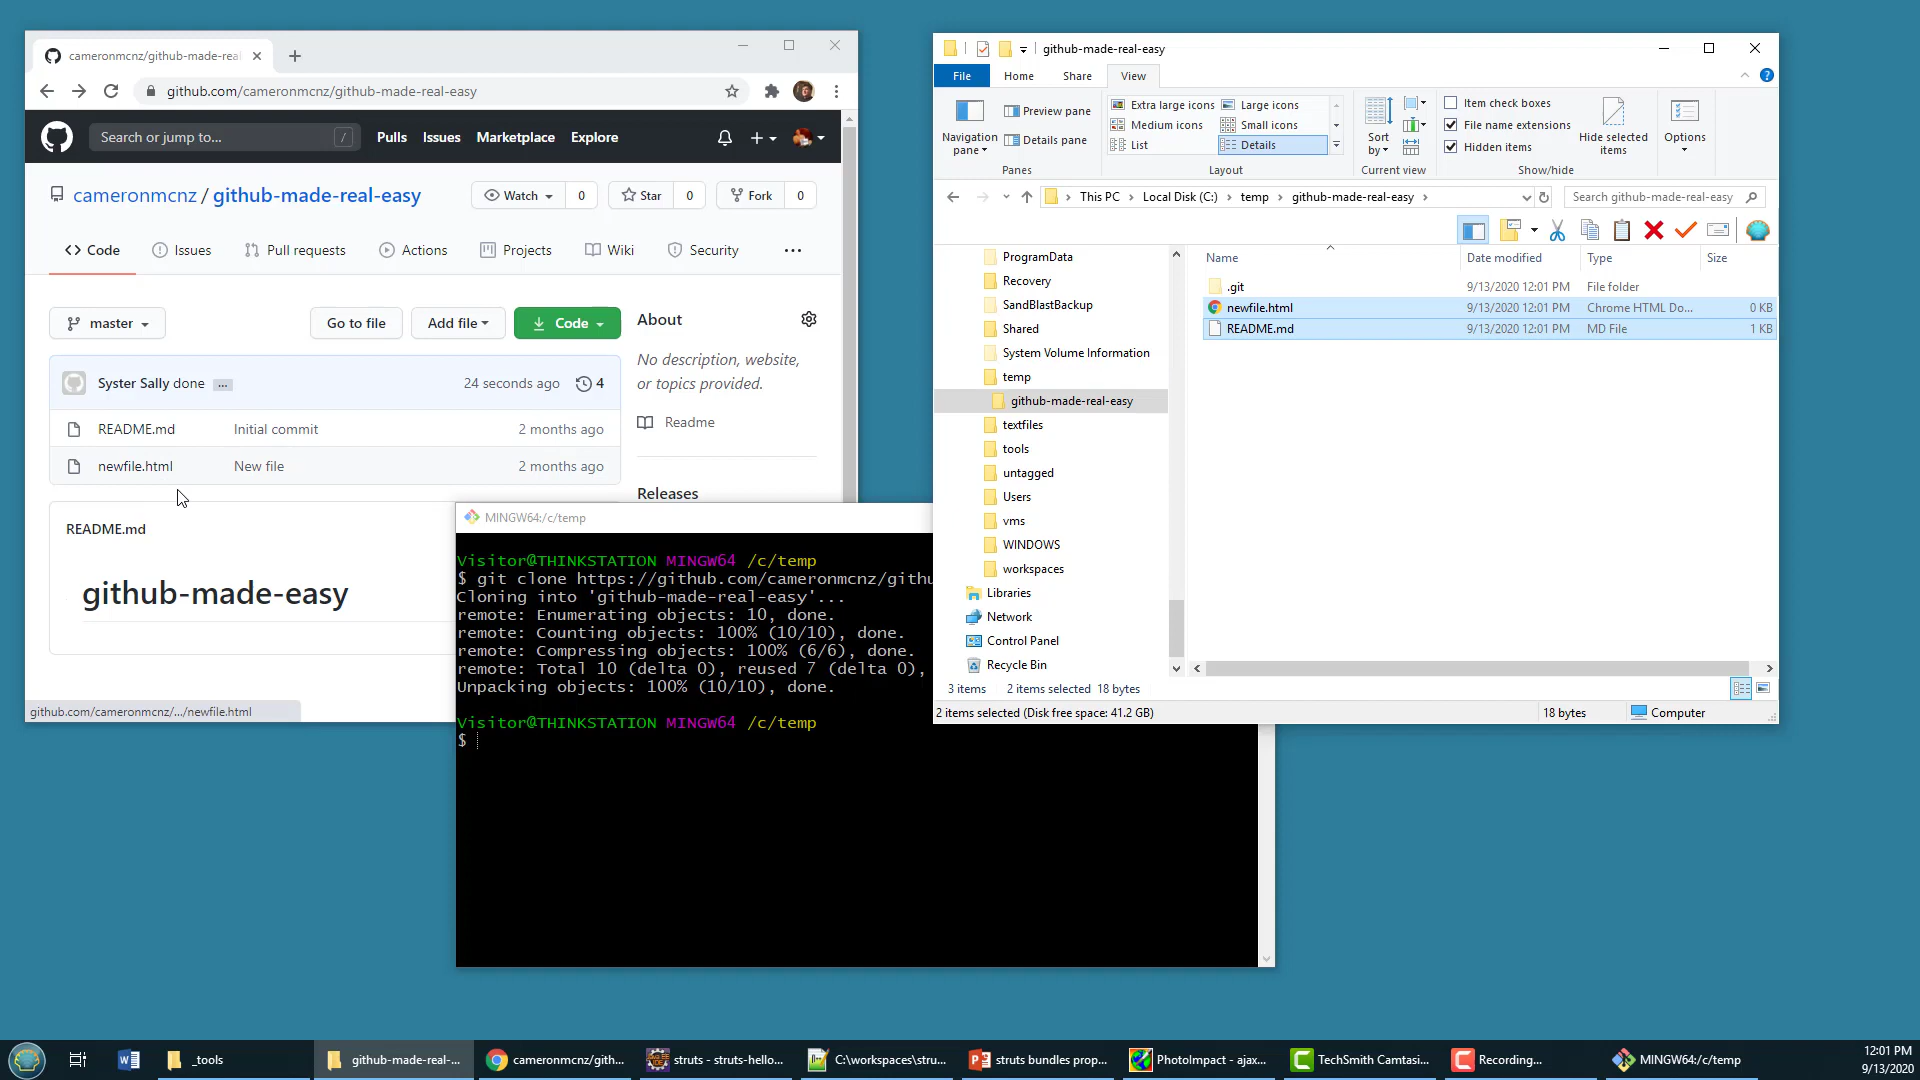 cameronmcnz/github-made-rea
github.com/cameronmcnz/github-made-real-easy
Search or jump to... /
Pulls Issues Marketplace Explore
cameronmcnz / github-made-real-easy
Watch 0 Star 0 Fork 0
Code Issues Pull requests Actions Projects Wiki Security ...
master Go to file Add file Code
About
No description, website,
or topics provided.
Readme
Releases
Syster Sally done ... 24 seconds ago 4
README.md Initial commit 2 months ago
newfile.html New file 2 months ago
README.md
github-made-easy
github.com/cameronmcnz/.../newfile.html
MINGW64:/c/temp
Visitor@THINKSTATION MINGW64 /c/temp
$ git clone https://github.com/cameronmcnz/githu
Cloning into 'github-made-real-easy'...
remote: Enumerating objects: 10, done.
remote: Counting objects: 100% (10/10), done.
remote: Compressing objects: 100% (6/6), done.
remote: Total 10 (delta 0), reused 7 (delta 0),
Unpacking objects: 100% (10/10), done.
Visitor@THINKSTATION MINGW64 /c/temp
$
github-made-real-easy
File Home Share View
Navigation
pane
Preview pane
Details pane
Panes
Extra large icons Large icons
Medium icons Small icons
List Details
Layout
Sort
by
Current view
Item check boxes
File name extensions
Hidden items
Hide selected
items
Show/hide
Options
This PC Local Disk (C:) temp github-made-real-easy
Search github-made-real-easy
ProgramData
Recovery
SandBlastBackup
Shared
System Volume Information
temp
github-made-real-easy
textfiles
tools
untagged
Users
vms
WINDOWS
workspaces
Libraries
Network
Control Panel
Recycle Bin
Name Date modified Type Size
.git 9/13/2020 12:01 PM File folder
newfile.html 9/13/2020 12:01 PM Chrome HTML Do... 0 KB
README.md 9/13/2020 12:01 PM MD File 1 KB
3 items 2 items selected 18 bytes
2 items selected (Disk free space: 41.2 GB) 18 bytes Computer
_tools
github-made-real-...
cameronmcnz/gith...
struts - struts-hello...
C:\workspaces\stru...
struts bundles prop...
PhotoImpact - ajax...
TechSmith Camtasi...
Recording...
MINGW64:/c/temp
12:01 PM
9/13/2020